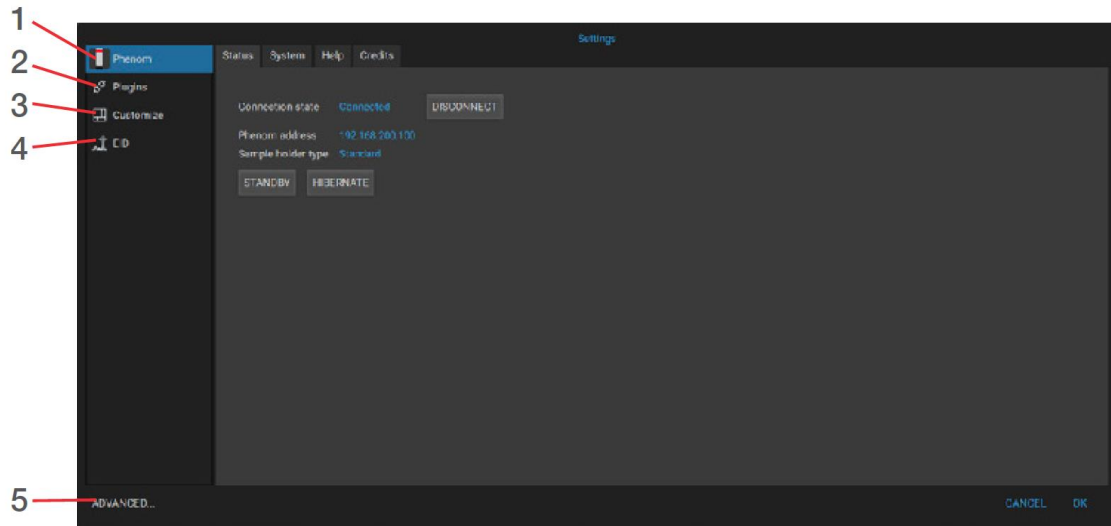 1
Settings
Phenom
Status System Help Credits
2
Plugins
3
Customize
Connection state Connected DISCONNECT
4
EID
Phenom address 192.168.200.100
Sample holder type Standard
STANDBY HIBERNATE
5
ADVANCED...
CANCEL OK